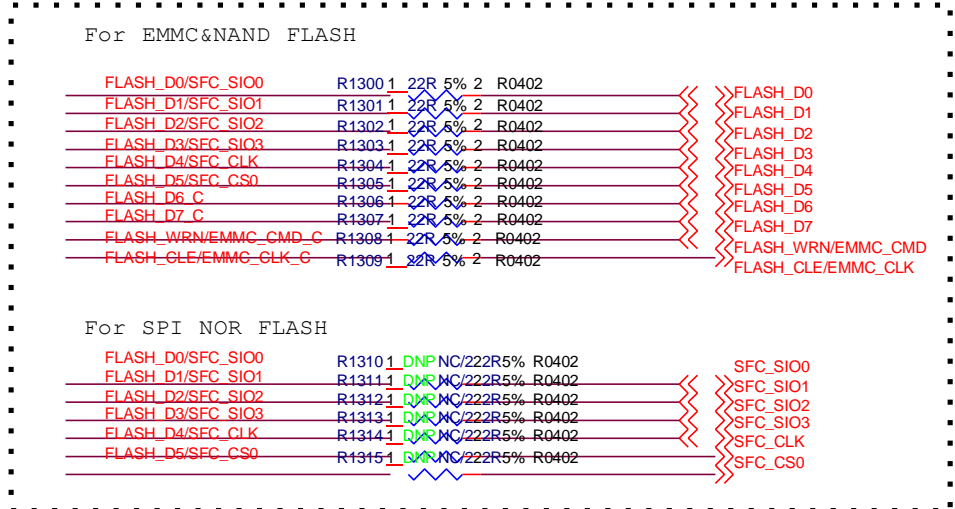 For EMMC&NAND FLASH
FLASH_D0/SFC_SIO0 R1300 1 22R 5% 2 R0402 FLASH_D0
FLASH_D1/SFC_SIO1 R1301 1 22R 5% 2 R0402 FLASH_D1
FLASH_D2/SFC_SIO2 R1302 1 22R 5% 2 R0402 FLASH_D2
FLASH_D3/SFC_SIO3 R1303 1 22R 5% 2 R0402 FLASH_D3
FLASH_D4/SFC_CLK R1304 1 22R 5% 2 R0402 FLASH_D4
FLASH_D5/SFC_CS0 R1305 1 22R 5% 2 R0402 FLASH_D5
FLASH_D6_C R1306 1 22R 5% 2 R0402 FLASH_D6
FLASH_D7_C R1307 1 22R 5% 2 R0402 FLASH_D7
FLASH_WRN/EMMC_CMD_C R1308 1 22R 5% 2 R0402 FLASH_WRN/EMMC_CMD
FLASH_CLE/EMMC_CLK_C R1309 1 22R 5% 2 R0402 FLASH_CLE/EMMC_CLK
For SPI NOR FLASH
FLASH_D0/SFC_SIO0 R1310 1 DNP NC/222R5% R0402 SFC_SIO0
FLASH_D1/SFC_SIO1 R1311 1 DNP NC/222R5% R0402 SFC_SIO1
FLASH_D2/SFC_SIO2 R1312 1 DNP NC/222R5% R0402 SFC_SIO2
FLASH_D3/SFC_SIO3 R1313 1 DNP NC/222R5% R0402 SFC_SIO3
FLASH_D4/SFC_CLK R1314 1 DNP NC/222R5% R0402 SFC_CLK
FLASH_D5/SFC_CS0 R1315 1 DNP NC/222R5% R0402 SFC_CS0